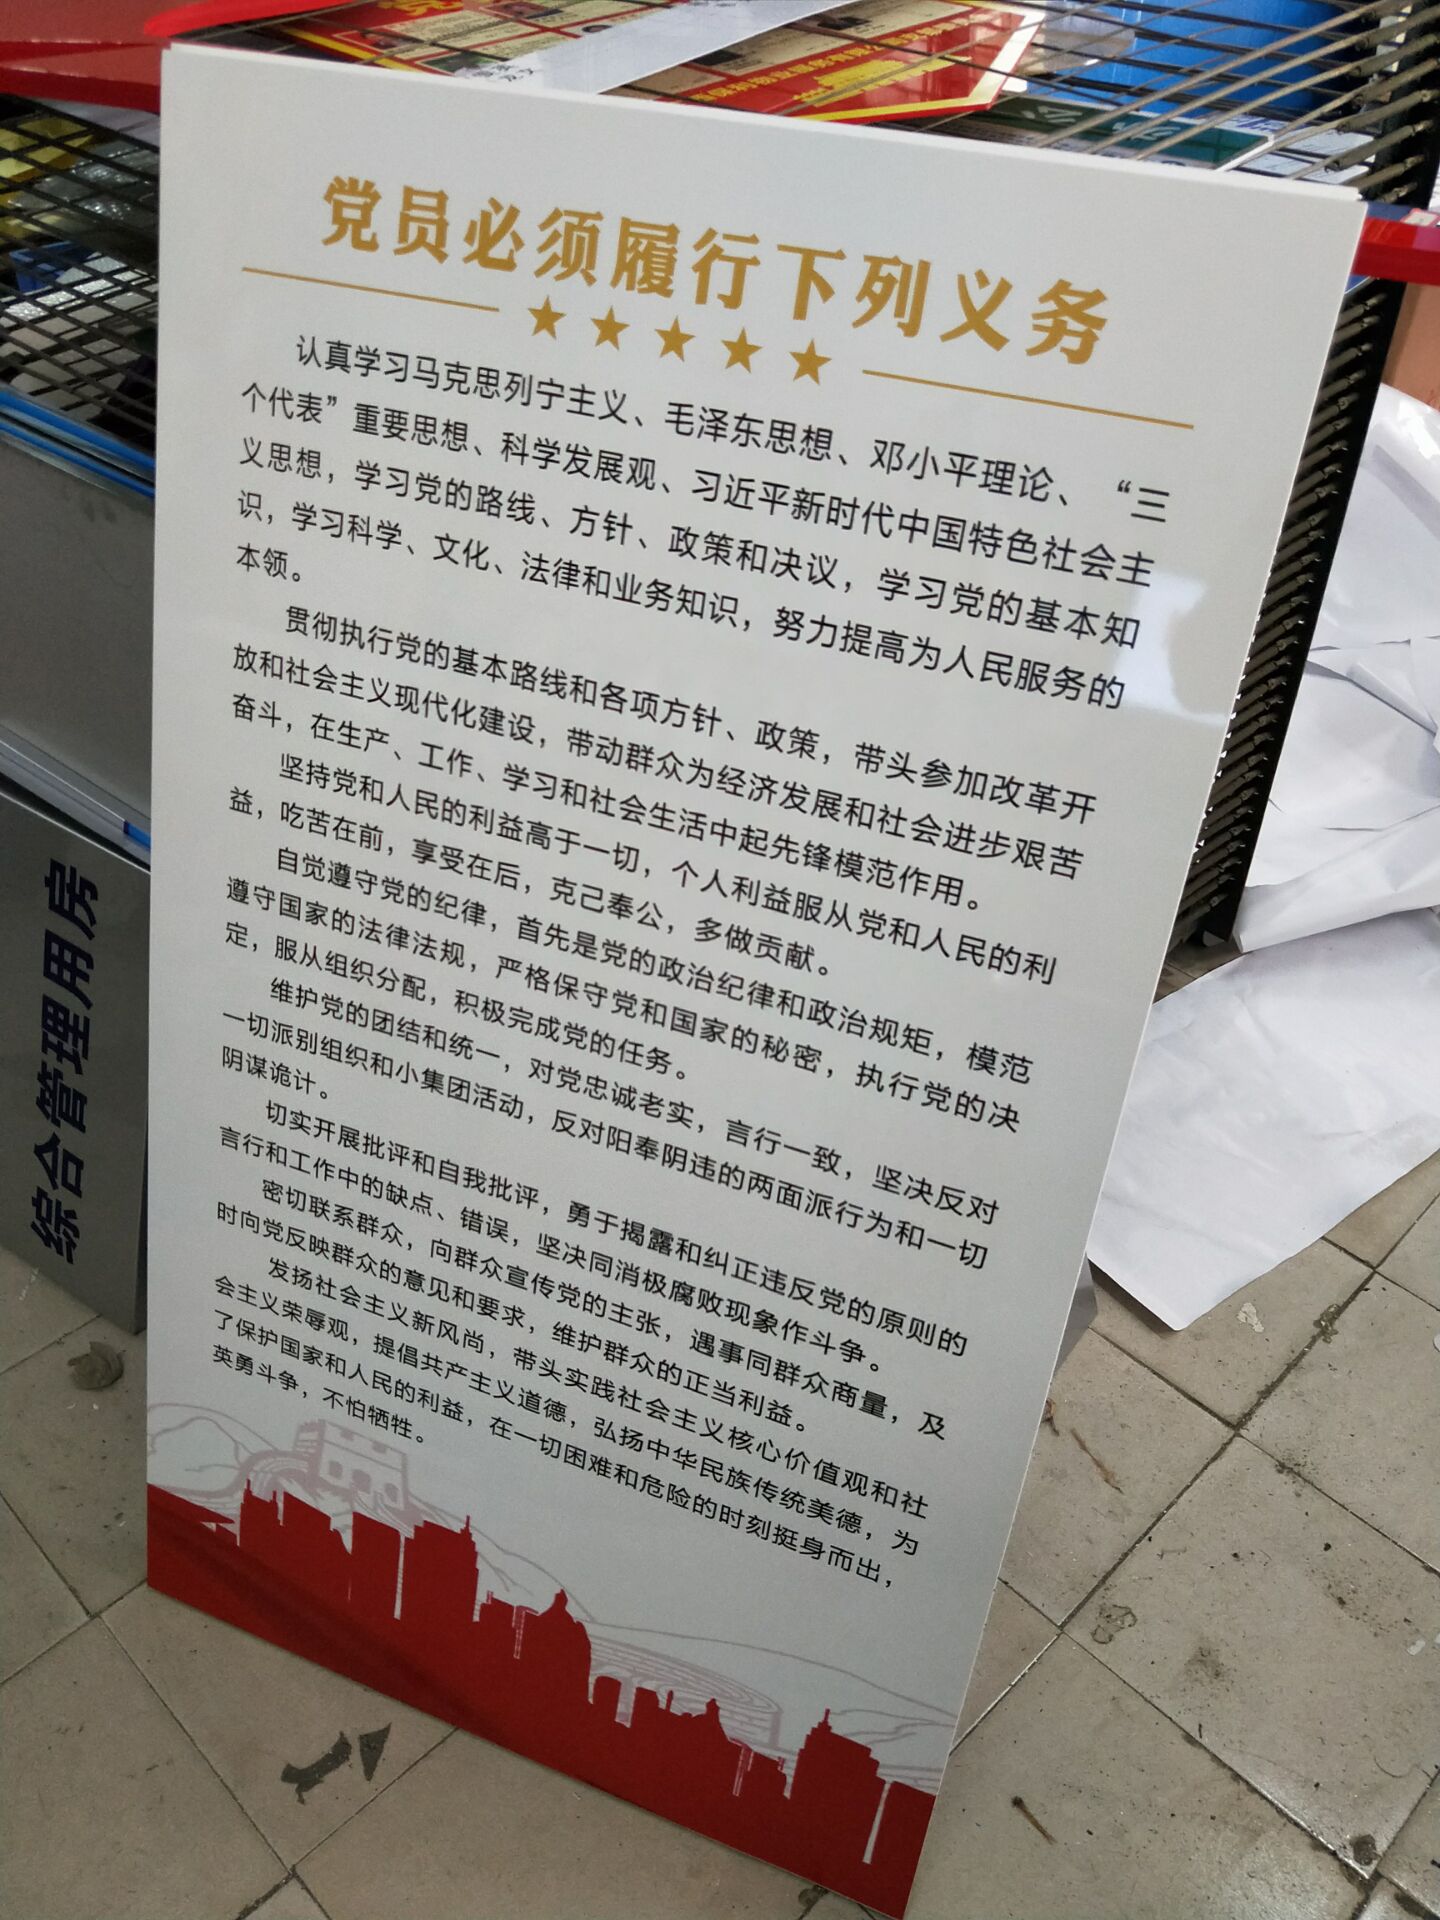 党员必须履行下列义务
认真学习马克思列宁主义、毛泽东思想、邓小平理论、“三
个代表”重要思想、科学发展观、习近平新时代中国特色社会主
义思想，学习党的路线、方针、政策和决议，学习党的基本知
识，学习科学、文化、法律和业务知识，努力提高为人民服务的
本领。
贯彻执行党的基本路线和各项方针、政策，带头参加改革开
放和社会主义现代化建设，带动群众为经济发展和社会进步艰苦
奋斗，在生产、工作、学习和社会生活中起先锋模范作用。
坚持党和人民的利益高于一切，个人利益服从党和人民的利
益，吃苦在前，享受在后，克己奉公，多做贡献。
自觉遵守党的纪律，首先是党的政治纪律和政治规矩，模范
遵守国家的法律法规，严格保守党和国家的秘密，执行党的决
定，服从组织分配，积极完成党的任务。
维护党的团结和统一，对党忠诚老实，言行一致，坚决反对
一切派别组织和小集团活动，反对阳奉阴违的两面派行为和一切
阴谋诡计。
切实开展批评和自我批评，勇于揭露和纠正违反党的原则的
言行和工作中的缺点、错误，坚决同消极腐败现象作斗争。
密切联系群众，向群众宣传党的主张，遇事同群众商量，及
时向党反映群众的意见和要求，维护群众的正当利益。
发扬社会主义新风尚，带头实践社会主义核心价值观和社
会主义荣辱观，提倡共产主义道德，弘扬中华民族传统美德，为
了保护国家和人民的利益，在一切困难和危险的时刻挺身而出，
英勇斗争，不怕牺牲。
综合管理用房